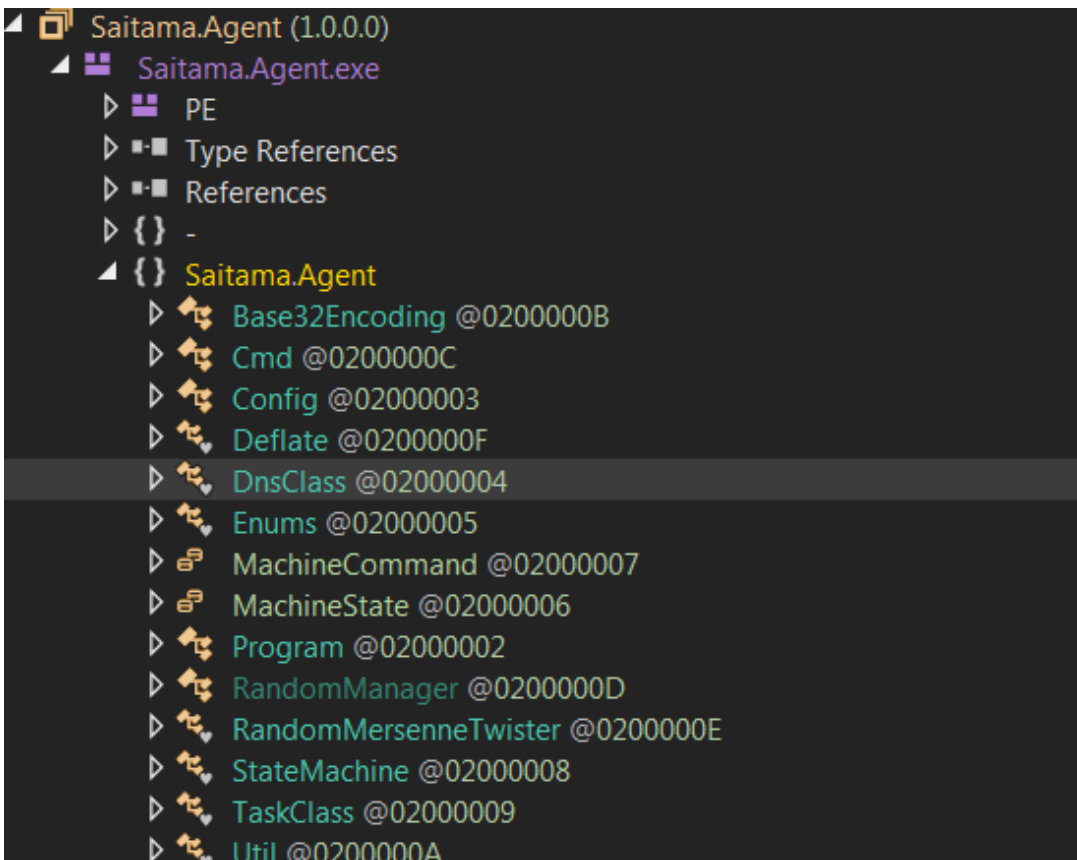 Saitama.Agent (1.0.0.0)
Saitama.Agent.exe
PE
Type References
References
{ } -
{ } Saitama.Agent
Base32Encoding @0200000B
Cmd @0200000C
Config @02000003
Deflate @0200000F
DnsClass @02000004
Enums @02000005
MachineCommand @02000007
MachineState @02000006
Program @02000002
RandomManager @0200000D
RandomMersenneTwister @0200000E
StateMachine @02000008
TaskClass @02000009
Util @0200000A